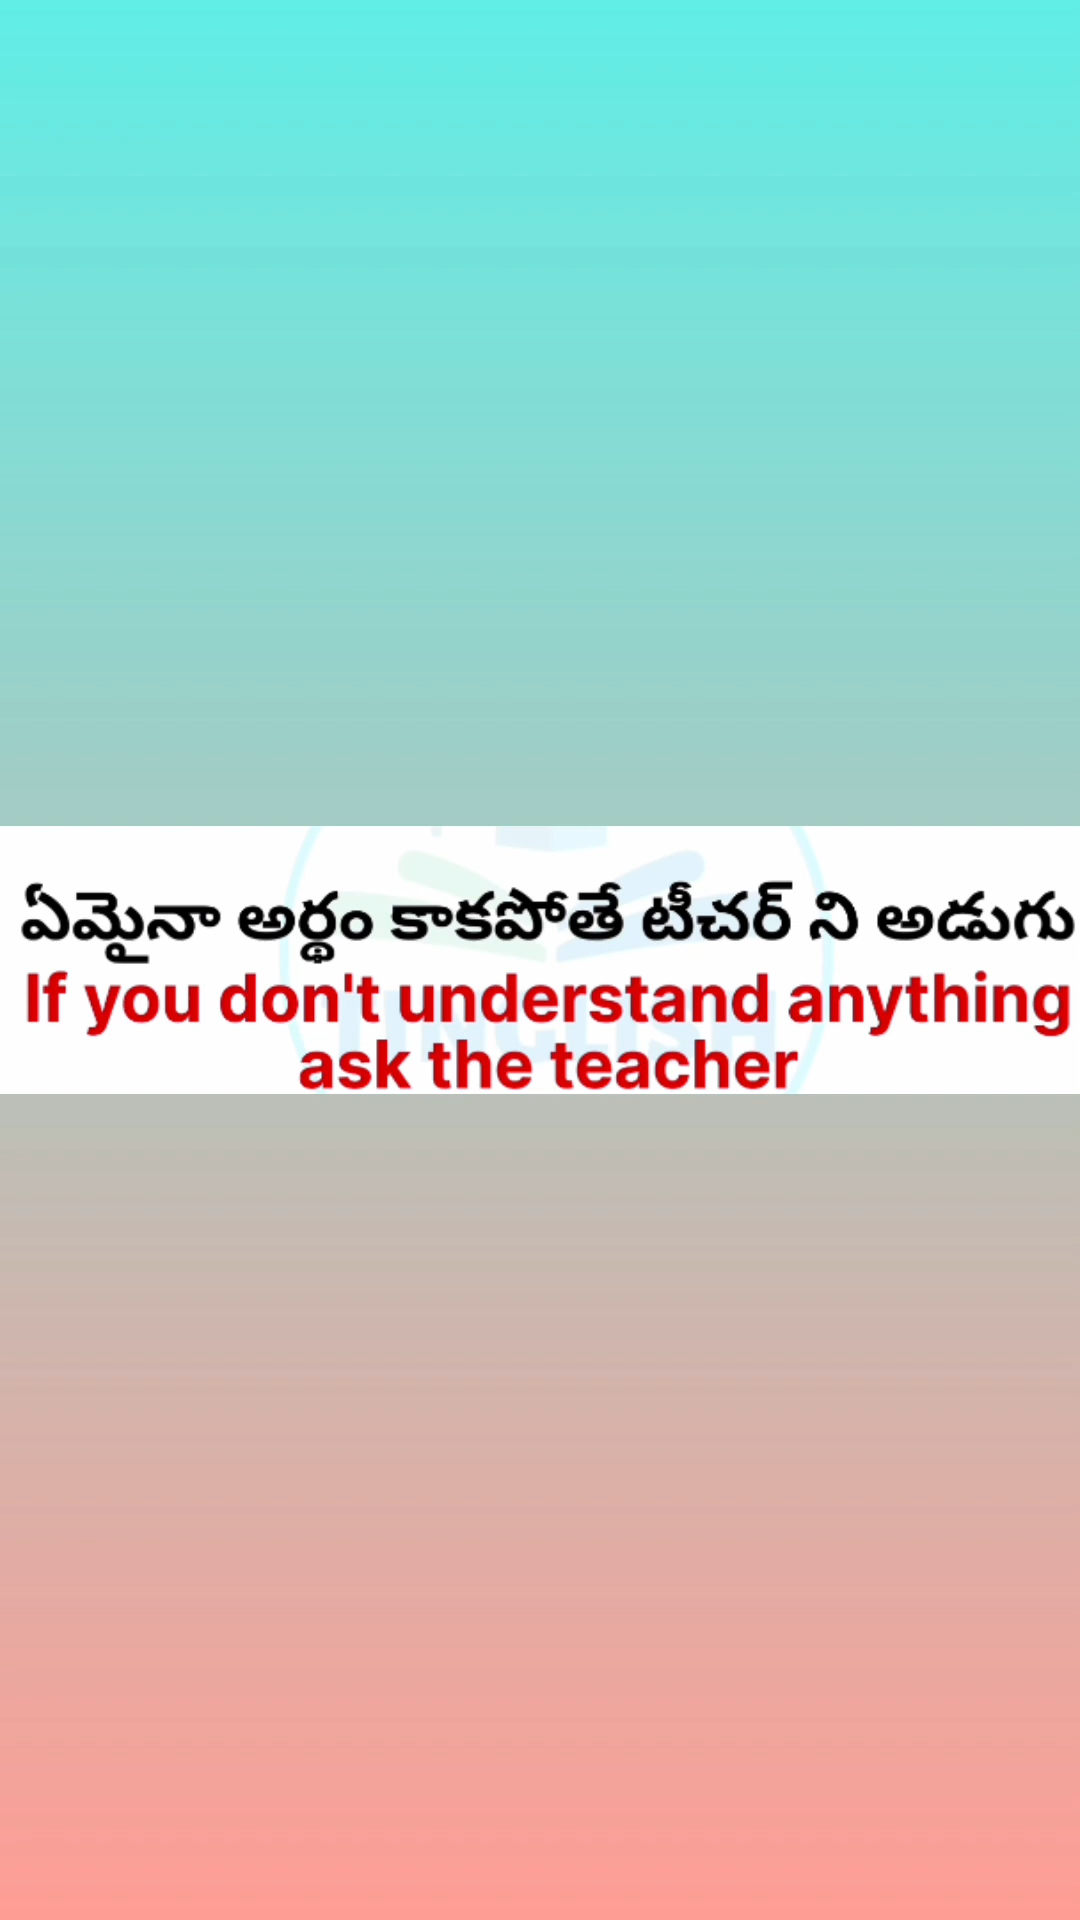 ఏమైనా అర్థం కాకపోతే టీచర్ ని అడుగు
If you don't understand anything
ask the teacher